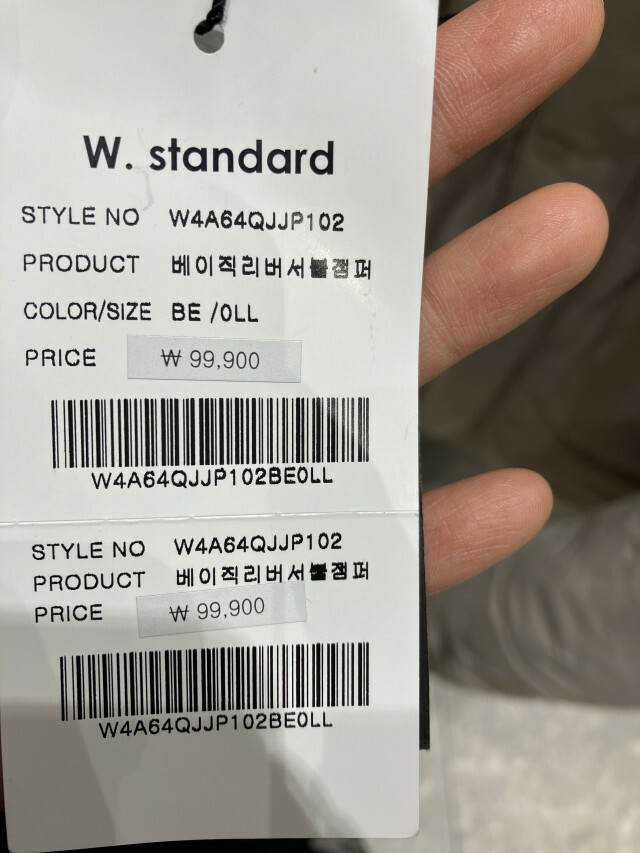 W. standard
STYLE NO W4A64QJJP102
PRODUCT 베이직리버서블점퍼
COLOR/SIZE BE /0LL
PRICE ₩ 99,900
W4A64QJJP102BE0LL
STYLE NO W4A64QJJP102
PRODUCT 베이직리버서블점퍼
PRICE ₩ 99,900
W4A64QJJP102BE0LL